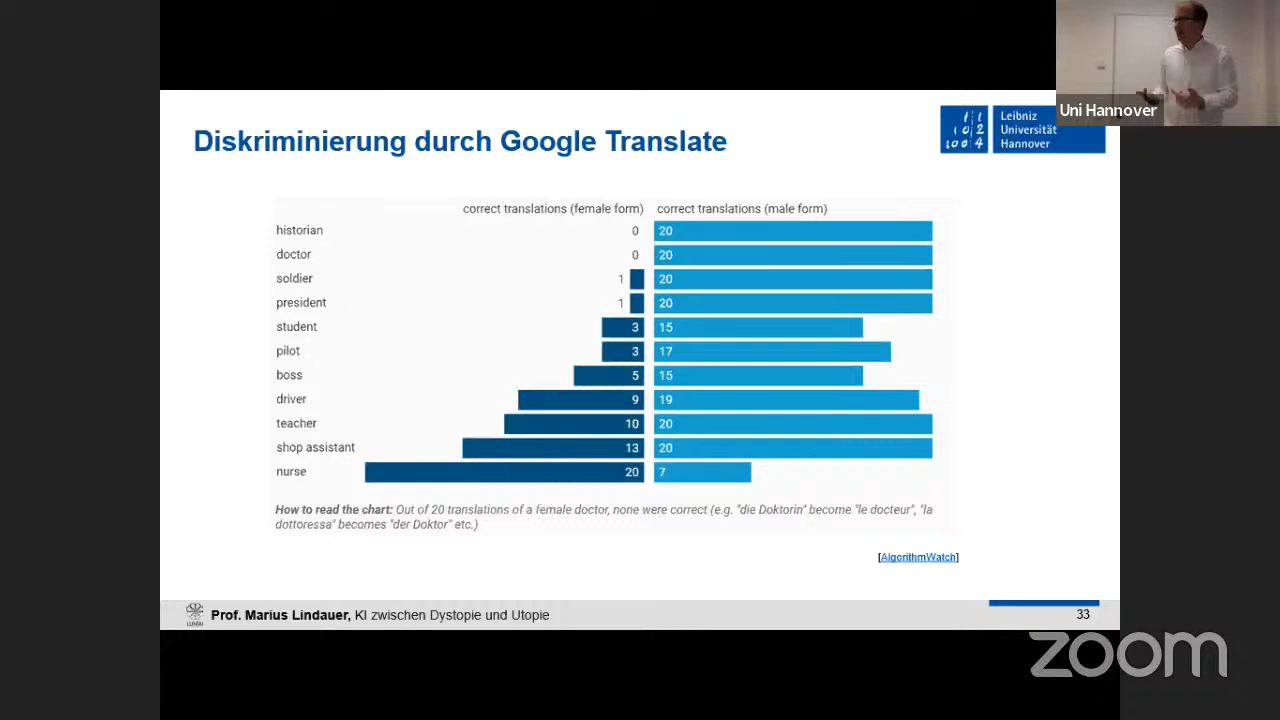 Uni Hannover
Diskriminierung durch Google Translate
Leibniz
Universität
Hannover
correct translations (female form) correct translations (male form)
historian 0 20
doctor 0 20
soldier 1 20
president 1 20
student 3 15
pilot 3 17
boss 5 15
driver 9 19
teacher 10 20
shop assistant 13 20
nurse 20 7
How to read the chart: Out of 20 translations of a female doctor, none were correct (e.g. "die Doktorin" become "le docteur", "la
dottoressa" becomes "der Doktor" etc.)
[AlgorithmWatch]
Prof. Marius Lindauer, KI zwischen Dystopie und Utopie 33
zoom